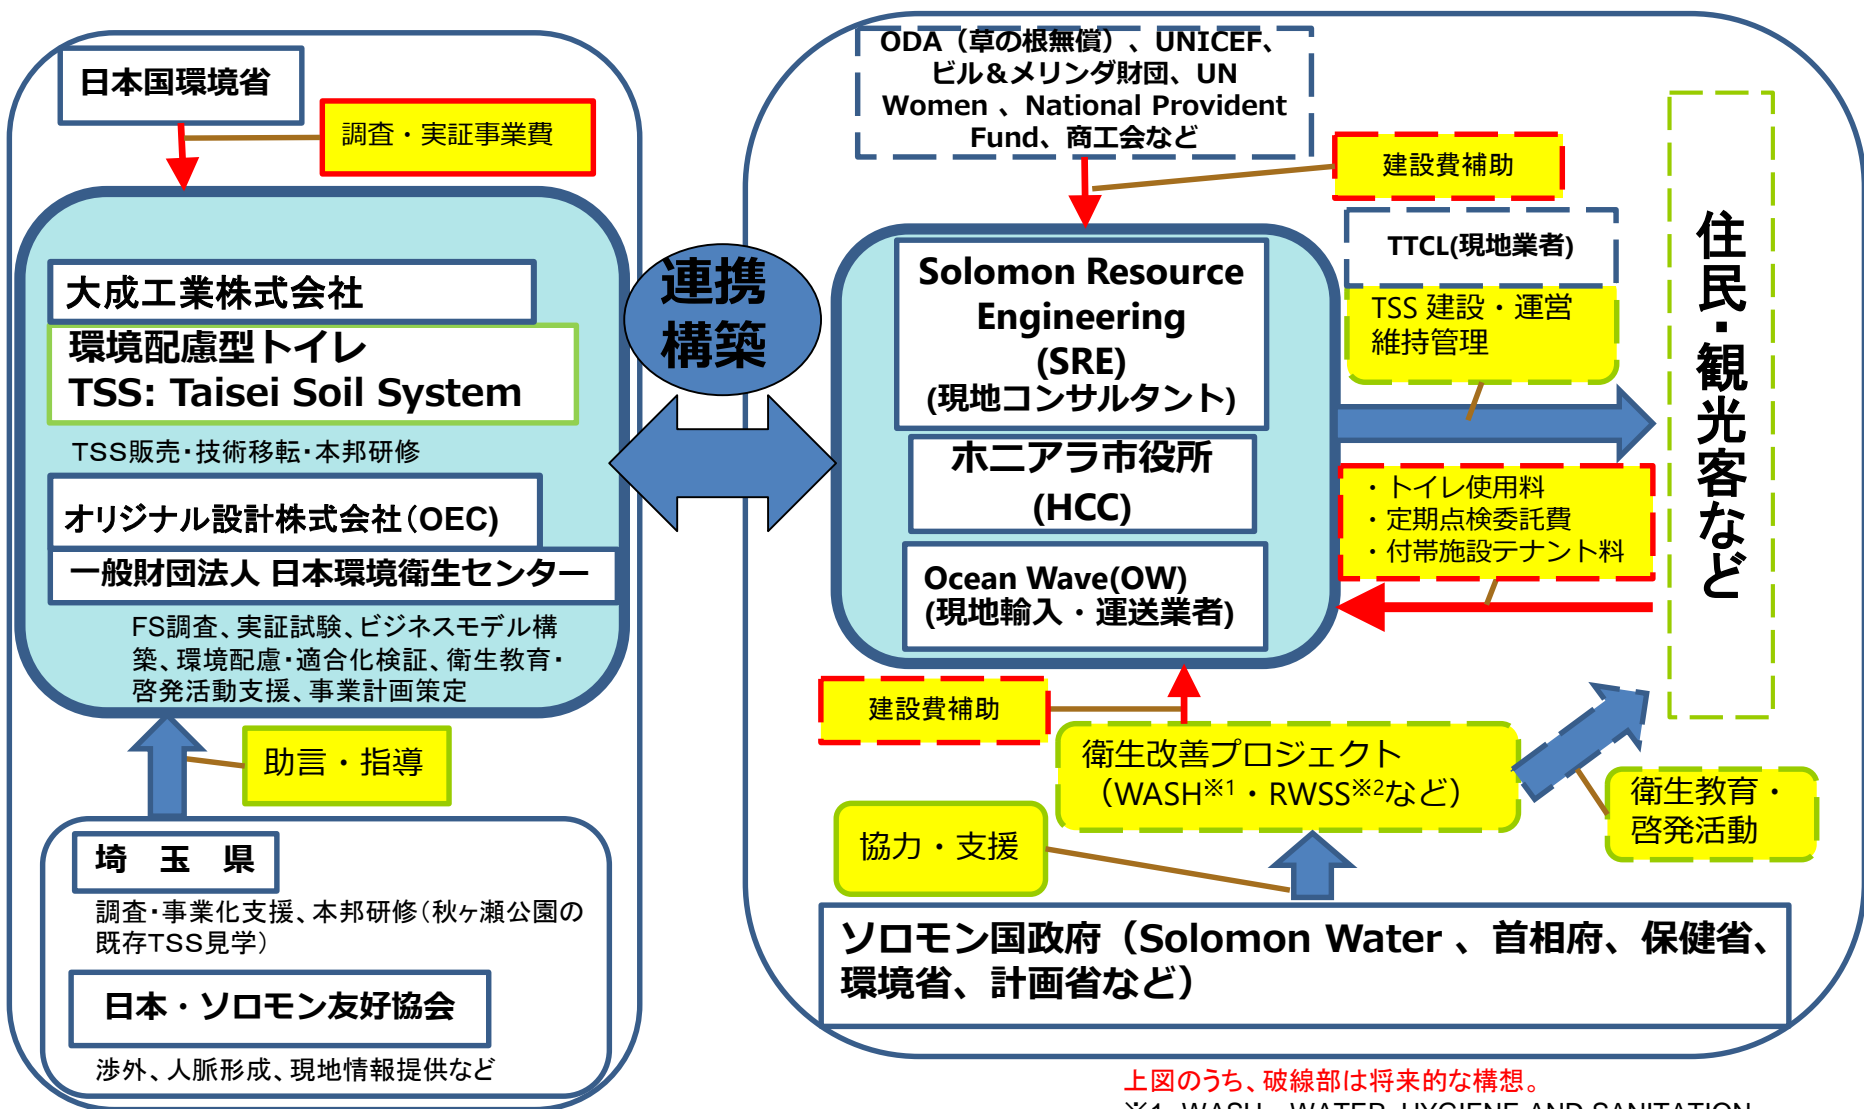 日本国環境省
調査・実証事業費
大成工業株式会社
環境配慮型トイレ
TSS: Taisei Soil System
TSS販売・技術移転・本邦研修
オリジナル設計株式会社(OEC)
一般財団法人 日本環境衛生センター
FS調査、実証試験、ビジネスモデル構
築、環境配慮・適合化検証、衛生教育・
啓発活動支援、事業計画策定
助言・指導
埼 玉 県
調査・事業化支援、本邦研修(秋ヶ瀬公園の
既存TSS見学)
日本・ソロモン友好協会
渉外、人脈形成、現地情報提供など
連携
構築
ODA(草の根無償)、UNICEF、
ビル&メリンダ財団、UN
Women 、National Provident
Fund、商工会など
建設費補助
Solomon Resource
Engineering
(SRE)
(現地コンサルタント)
ホニアラ市役所
(HCC)
Ocean Wave(OW)
(現地輸入・運送業者)
TTCL(現地業者)
TSS 建設・運営
維持管理
・トイレ使用料
・定期点検委託費
・付帯施設テナント料
住民・観光客など
建設費補助
衛生改善プロジェクト
(WASH※1・RWSS※2など)
協力・支援
衛生教育・
啓発活動
ソロモン国政府(Solomon Water 、首相府、保健省、
環境省、計画省など)
上図のうち、破線部は将来的な構想。
※1 WASH WATER, HYGIENE AND SANITATION